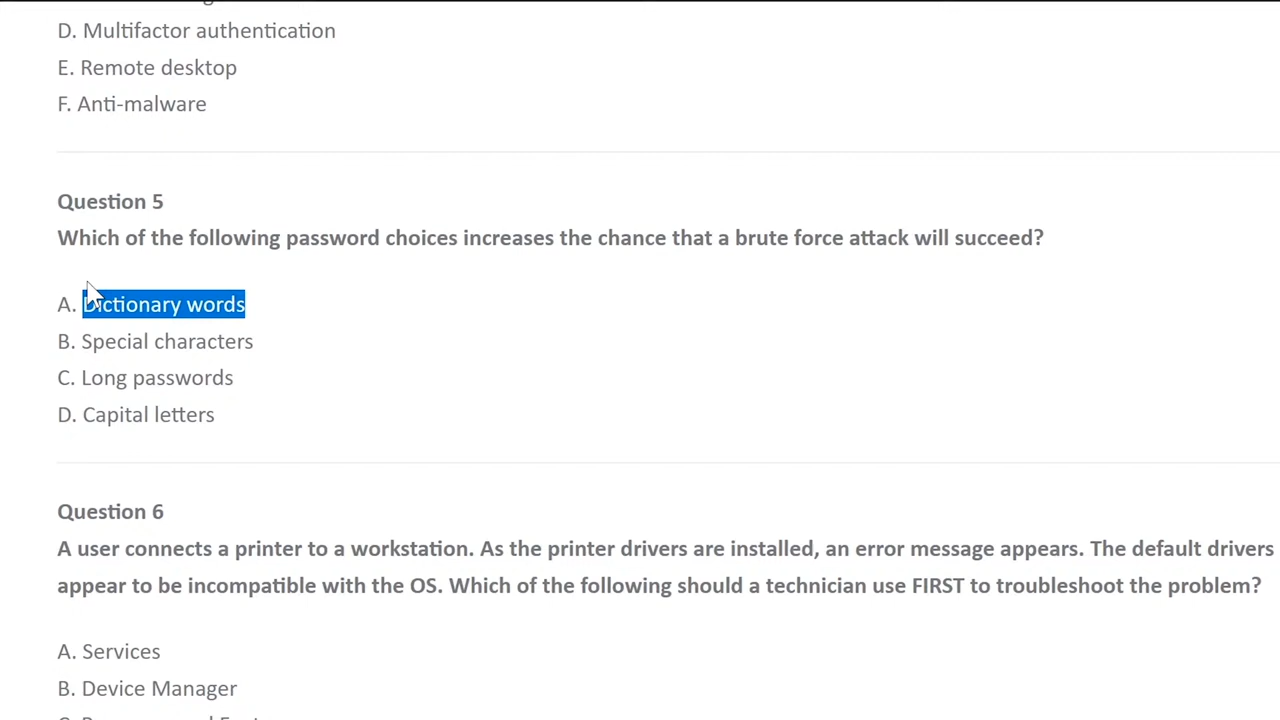 D. Multifactor authentication
E. Remote desktop
F. Anti-malware
Question 5
Which of the following password choices increases the chance that a brute force attack will succeed?
A. Dictionary words
B. Special characters
C. Long passwords
D. Capital letters
Question 6
A user connects a printer to a workstation. As the printer drivers are installed, an error message appears. The default drivers
appear to be incompatible with the OS. Which of the following should a technician use FIRST to troubleshoot the problem?
A. Services
B. Device Manager